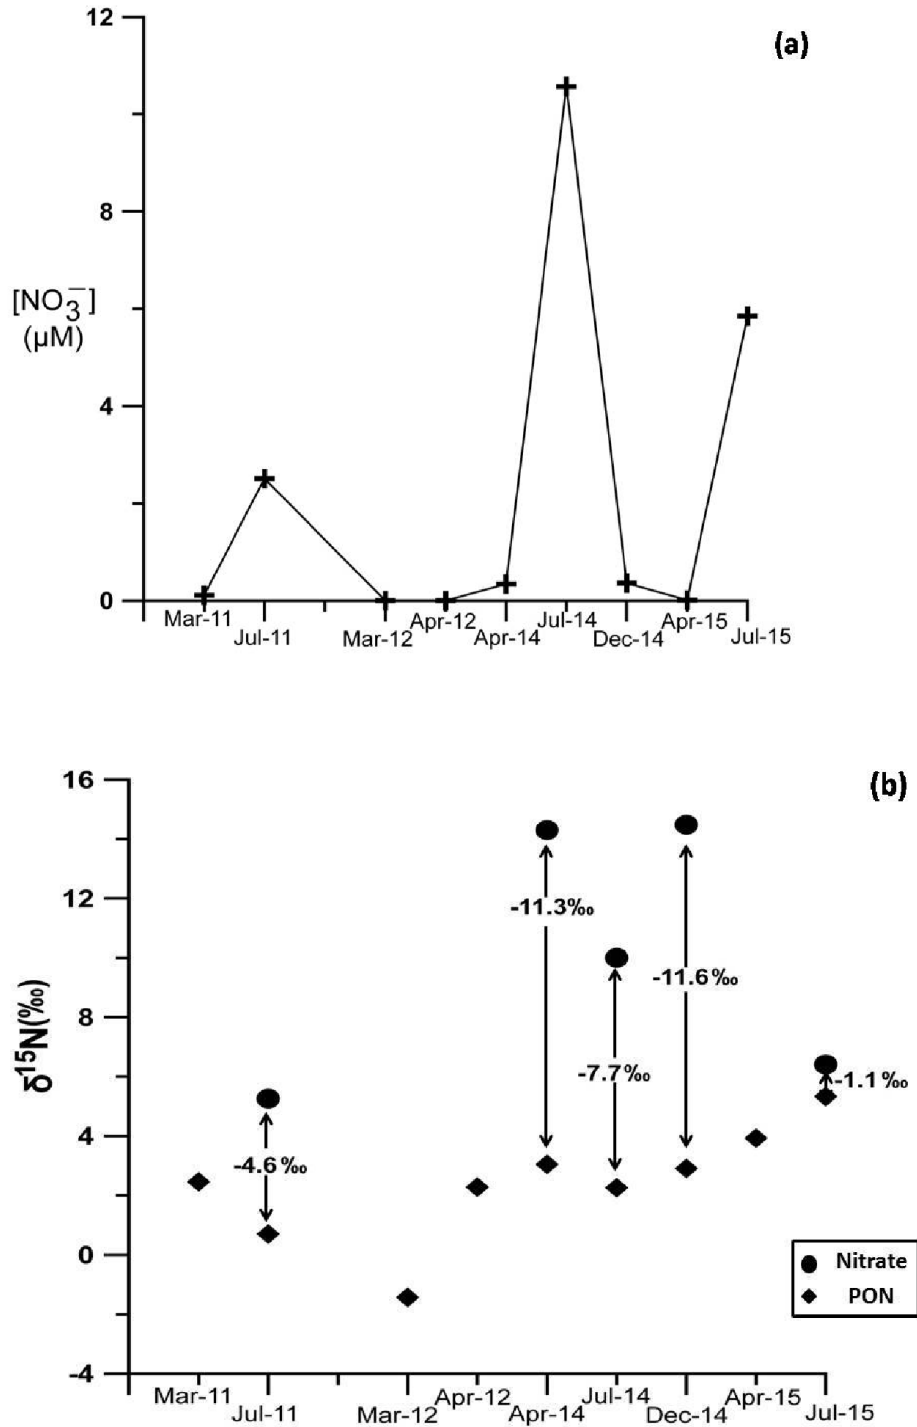 (a)
12
8
[NO₃⁻]
(µM)
4
0
Mar-11
Jul-11
Mar-12
Apr-12
Apr-14
Jul-14
Dec-14
Apr-15
Jul-15
(b)
16
12
8
4
0
-4
δ¹⁵N(‰)
-4.6‰
-11.3‰
-7.7‰
-11.6‰
-1.1‰
Nitrate
PON
Mar-11
Jul-11
Mar-12
Apr-12
Apr-14
Jul-14
Dec-14
Apr-15
Jul-15